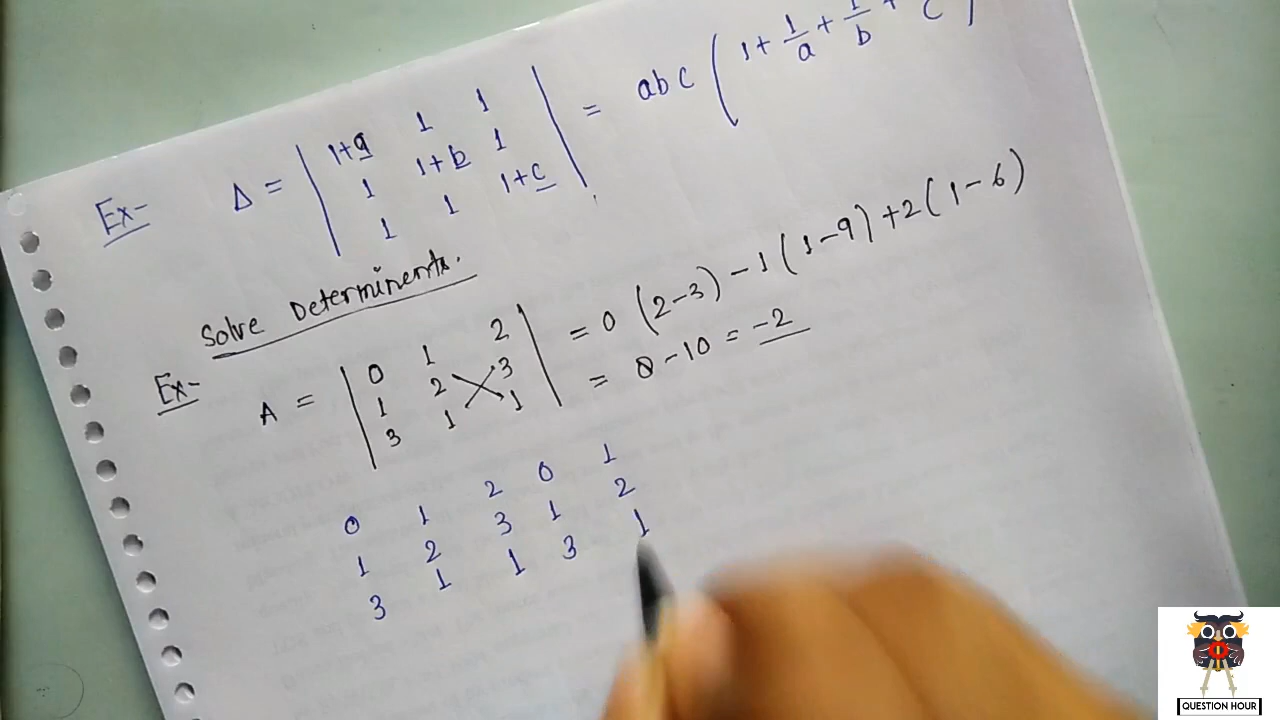 Ex- Δ = | 1+a 1 1 | = abc ( 1 + 1/a + 1/b + 
1 1+b 1
1 1 1+c
Solve Determinents.
Ex- A = | 0 1 2 | = 0 (2-3) - 1 (1-9) + 2 (1-6)
1 2 3
3 1 1
= 8 - 10 = -2
0 1 2 0 1
1 2 3 1 2
3 1 1 3 1
QUESTION HOUR